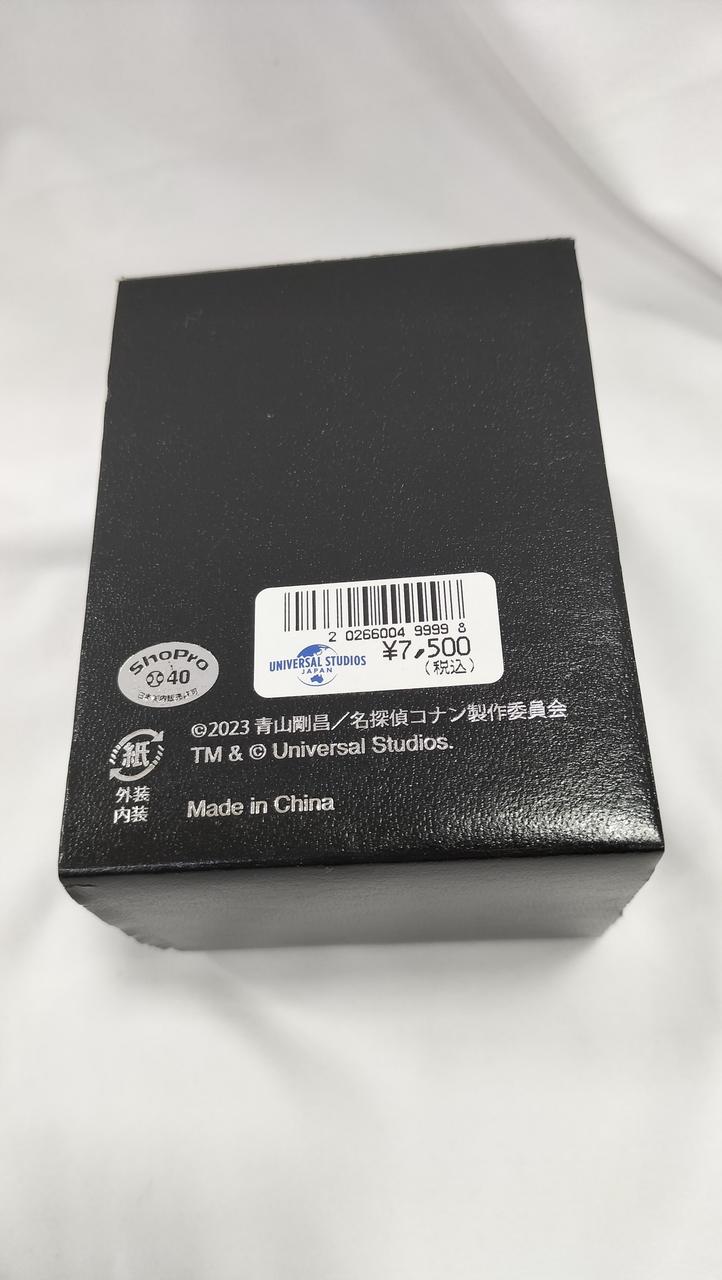 2 0266004 9999 8
UNIVERSAL STUDIOS
JAPAN
¥7,500
(税込)
ShoPro
40
©2023 青山剛昌／名探偵コナン製作委員会
TM & © Universal Studios.
紙
外装
内装
Made in China